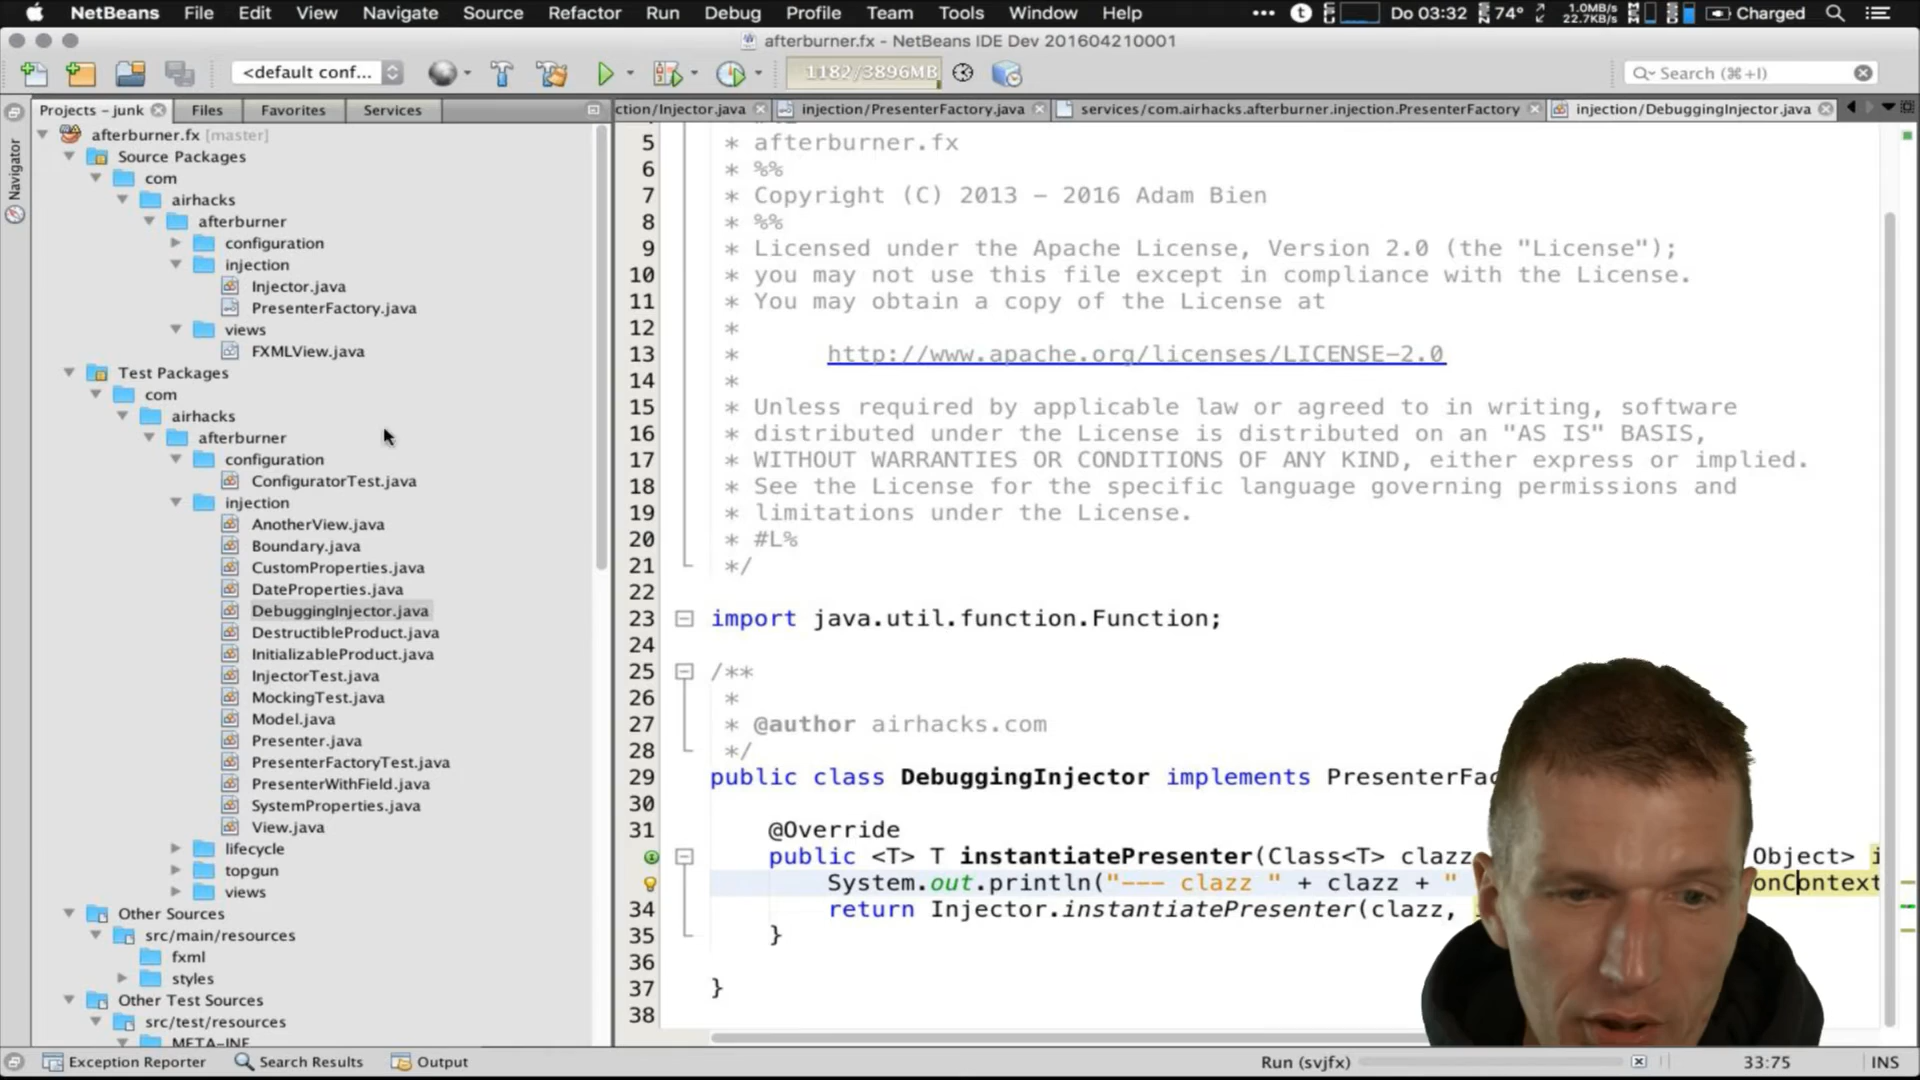 NetBeans File Edit View Navigate Source Refactor Run Debug Profile Team Tools Window Help
Do 03:32 74° 1.0MB/s 22.7KB/s Charged
afterburner.fx - NetBeans IDE Dev 201604210001
<default conf... 1182/3896MB Search (⌘+I)
Projects - junk Files Favorites Services
ction/Injector.java injection/PresenterFactory.java services/com.airhacks.afterburner.injection.PresenterFactory injection/DebuggingInjector.java
Navigator
afterburner.fx [master]
Source Packages
com
airhacks
afterburner
configuration
injection
Injector.java
PresenterFactory.java
views
FXMLView.java
Test Packages
com
airhacks
afterburner
configuration
ConfiguratorTest.java
injection
AnotherView.java
Boundary.java
CustomProperties.java
DateProperties.java
DebuggingInjector.java
DestructibleProduct.java
InitializableProduct.java
InjectorTest.java
MockingTest.java
Model.java
Presenter.java
PresenterFactoryTest.java
PresenterWithField.java
SystemProperties.java
View.java
lifecycle
topgun
views
Other Sources
src/main/resources
fxml
styles
Other Test Sources
src/test/resources
META-INF
5 * afterburner.fx
6 * %%
7 * Copyright (C) 2013 - 2016 Adam Bien
8 * %%
9 * Licensed under the Apache License, Version 2.0 (the "License");
10 * you may not use this file except in compliance with the License.
11 * You may obtain a copy of the License at
12 *
13 * http://www.apache.org/licenses/LICENSE-2.0
14 *
15 * Unless required by applicable law or agreed to in writing, software
16 * distributed under the License is distributed on an "AS IS" BASIS,
17 * WITHOUT WARRANTIES OR CONDITIONS OF ANY KIND, either express or implied.
18 * See the License for the specific language governing permissions and
19 * limitations under the License.
20 * #L%
21 */
22
23 import java.util.function.Function;
24
25 /**
26 *
27 * @author airhacks.com
28 */
29 public class DebuggingInjector implements PresenterFac
30
31 @Override
public <T> T instantiatePresenter(Class<T> clazz Object> i
System.out.println("--- clazz " + clazz + " onContext
34 return Injector.instantiatePresenter(clazz,
35 }
36
37 }
38
Exception Reporter Search Results Output Run (svjfx) 33:75 INS